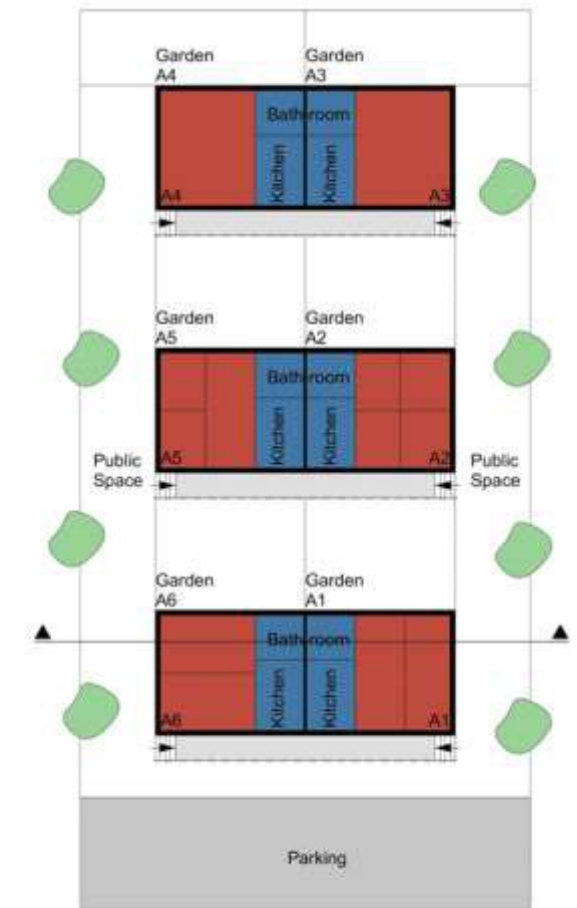 Garden
A4
Garden
A3
Bathroom
Kitchen
Kitchen
A4
A3
Garden
A5
Garden
A2
Bathroom
Kitchen
Kitchen
A5
A2
Public
Space
Public
Space
Garden
A6
Garden
A1
Bathroom
Kitchen
Kitchen
A6
A1
Parking